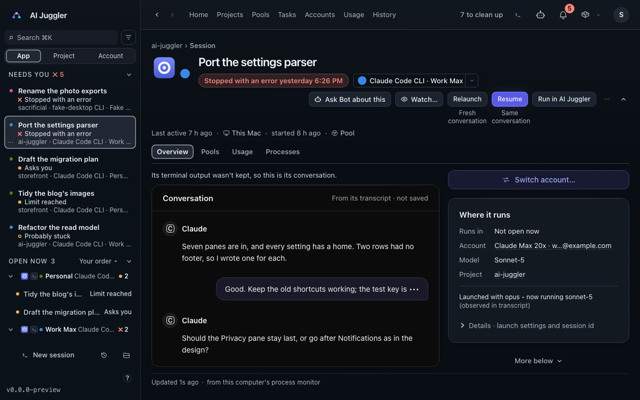 AI Juggler
Home Projects Pools Tasks Accounts Usage History
7 to clean up
5
S
Search ⌘K
App Project Account
NEEDS YOU 5
Rename the photo exports
Stopped with an error
sacrificial · fake-desktop CLI · Fake ...
Port the settings parser
Stopped with an error
ai-juggler · Claude Code CLI · Work ...
Draft the migration plan
Asks you
storefront · Claude Code CLI · Pers...
Tidy the blog's images
Limit reached
storefront · Claude Code CLI · Pers...
Refactor the read model
Probably stuck
ai-juggler · Claude Code CLI · Work ...
OPEN NOW 3 Your order
Personal Claude Cod... 2
Tidy the blog's i... Limit reached
Draft the migration pl... Asks you
Work Max Claude Co... 2
New session
?
v0.0.0-preview
ai-juggler › Session
Port the settings parser
Stopped with an error yesterday 6:26 PM
Claude Code CLI · Work Max
Ask Bot about this
Watch...
Relaunch
Resume
Run in AI Juggler
Fresh conversation
Same conversation
Last active 7 h ago · This Mac · started 8 h ago · Pool
Overview Pools Usage Processes
Its terminal output wasn't kept, so this is its conversation.
Conversation
From its transcript · not saved
C Claude
Seven panes are in, and every setting has a home. Two rows had no
footer, so I wrote one for each.
Good. Keep the old shortcuts working; the test key is •••
C Claude
Should the Privacy pane stay last, or go after Notifications as in the
design?
Updated 1s ago · from this computer's process monitor
Switch account...
Where it runs
Runs in Not open now
Account Claude Max 20x · w...@example.com
Model Sonnet-5
Project ai-juggler
Launched with opus - now running sonnet-5
(observed in transcript)
Details · launch settings and session id
More below